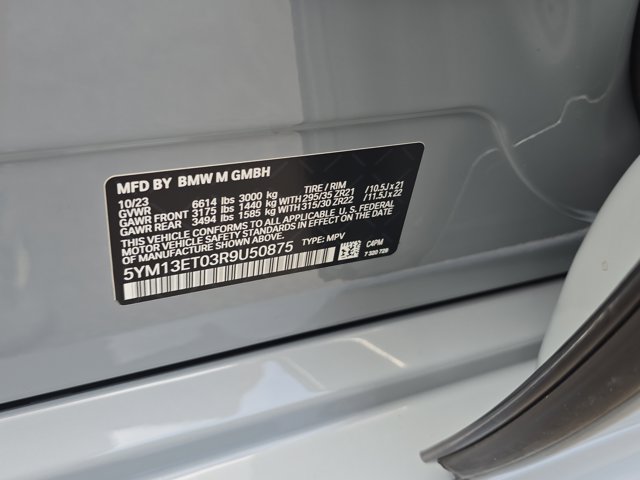 MFD BY BMW M GMBH
10/23 TIRE / RIM
GVWR 6614 lbs 3000 kg
GAWR FRONT 3175 lbs 1440 kg WITH 295/35 ZR21 /10.5J x 21
GAWR REAR 3494 lbs 1585 kg WITH 315/30 ZR22 /11.5J x 22
THIS VEHICLE CONFORMS TO ALL APPLICABLE U.S. FEDERAL
MOTOR VEHICLE SAFETY STANDARDS IN EFFECT ON THE
DATE OF MANUFACTURE SHOWN ABOVE.
5YM13ET03R9U50875 TYPE: MPV
C4PM
7 320 726